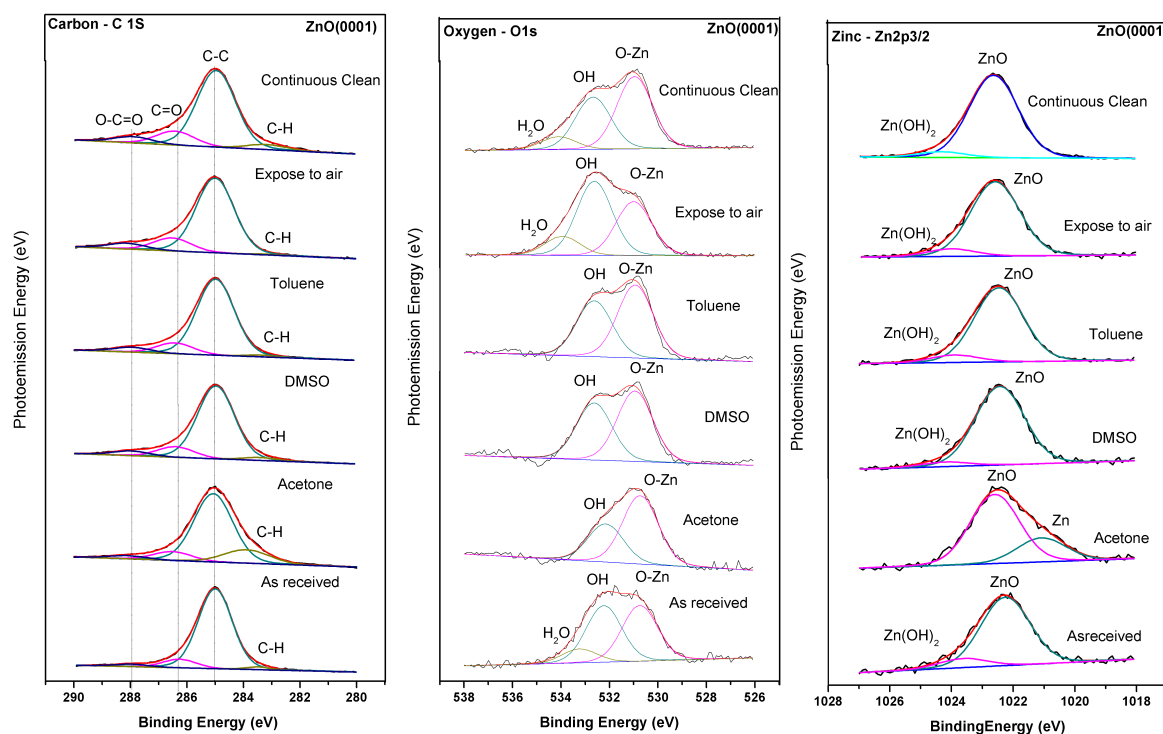 Carbon - C 1S
ZnO(0001)
C-C
Continuous Clean
O-C=O
C=O
C-H
Expose to air
C-H
Toluene
C-H
DMSO
C-H
Acetone
C-H
As received
C-H
290 288 286 284 282 280
Binding Energy (eV)
Photoemission Energy (eV)
Oxygen - O1s
ZnO(0001)
O-Zn
OH
Continuous Clean
H2O
OH
O-Zn
Expose to air
H2O
OH
O-Zn
Toluene
OH
O-Zn
DMSO
O-Zn
OH
Acetone
OH
O-Zn
As received
H2O
538 536 534 532 530 528 526
Binding Energy (eV)
Photoemission Energy (eV)
Zinc - Zn2p3/2
ZnO(0001
ZnO
Continuous Clean
Zn(OH)2
ZnO
Expose to air
Zn(OH)2
ZnO
Toluene
Zn(OH)2
ZnO
DMSO
Zn(OH)2
ZnO
Zn
Acetone
ZnO
Zn(OH)2
Asreceived
1028 1026 1024 1022 1020 1018
BindingEnergy (eV)
Photoemission Energy (eV)